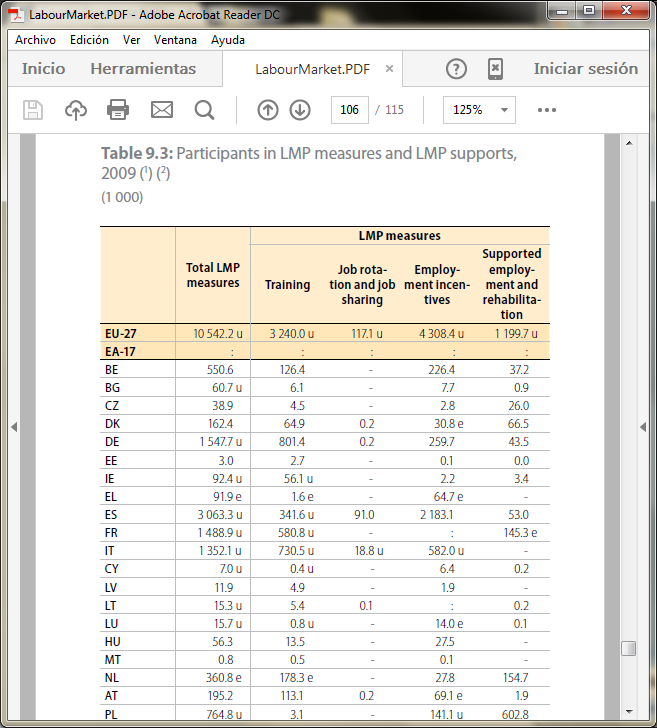 LabourMarket.PDF - Adobe Acrobat Reader DC
Archivo Edición Ver Ventana Ayuda
Inicio Herramientas LabourMarket.PDF × ? Iniciar sesión
106 / 115 125%
Table 9.3: Participants in LMP measures and LMP supports,
2009 (¹) (²)
(1 000)
LMP measures
Total LMP measures
Training
Job rota-
tion and job
sharing
Employ-
ment incen-
tives
Supported
employ-
ment and
rehabilita-
tion
EU-27 10 542.2 u 3 240.0 u 117.1 u 4 308.4 u 1 199.7 u
EA-17 : : : : :
BE 550.6 126.4 - 226.4 37.2
BG 60.7 u 6.1 - 7.7 0.9
CZ 38.9 4.5 - 2.8 26.0
DK 162.4 64.9 0.2 30.8 e 66.5
DE 1 547.7 u 801.4 0.2 259.7 43.5
EE 3.0 2.7 - 0.1 0.0
IE 92.4 u 56.1 u - 2.2 3.4
EL 91.9 e 1.6 e - 64.7 e -
ES 3 063.3 u 341.6 u 91.0 2 183.1 53.0
FR 1 488.9 u 580.8 u - : 145.3 e
IT 1 352.1 u 730.5 u 18.8 u 582.0 u -
CY 7.0 u 0.4 u - 6.4 0.2
LV 11.9 4.9 - 1.9 -
LT 15.3 u 5.4 0.1 : 0.2
LU 15.7 u 0.8 u - 14.0 e 0.1
HU 56.3 13.5 - 27.5 -
MT 0.8 0.5 - 0.1 -
NL 360.8 e 178.3 e - 27.8 154.7
AT 195.2 113.1 0.2 69.1 e 1.9
PL 764.8 u 3.1 - 141.1 u 602.8